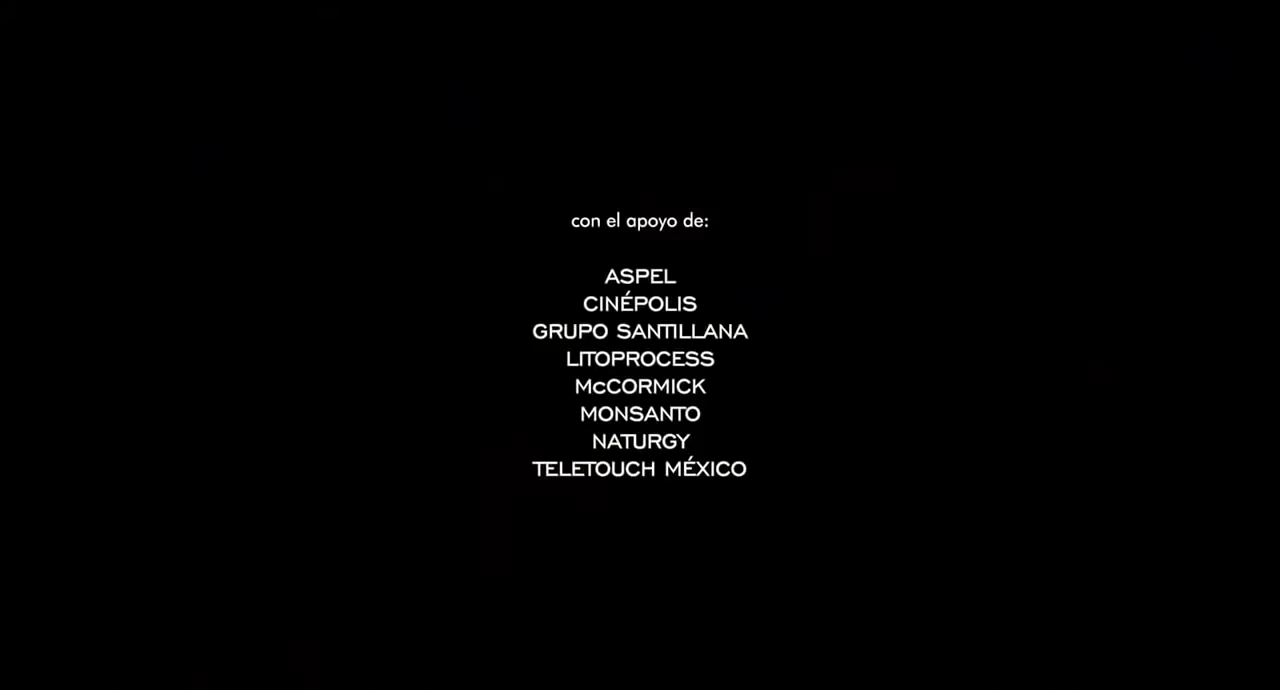 con el apoyo de:
ASPEL
CINÉPOLIS
GRUPO SANTILLANA
LITOPROCESS
McCORMICK
MONSANTO
NATURGY
TELETOUCH MÉXICO